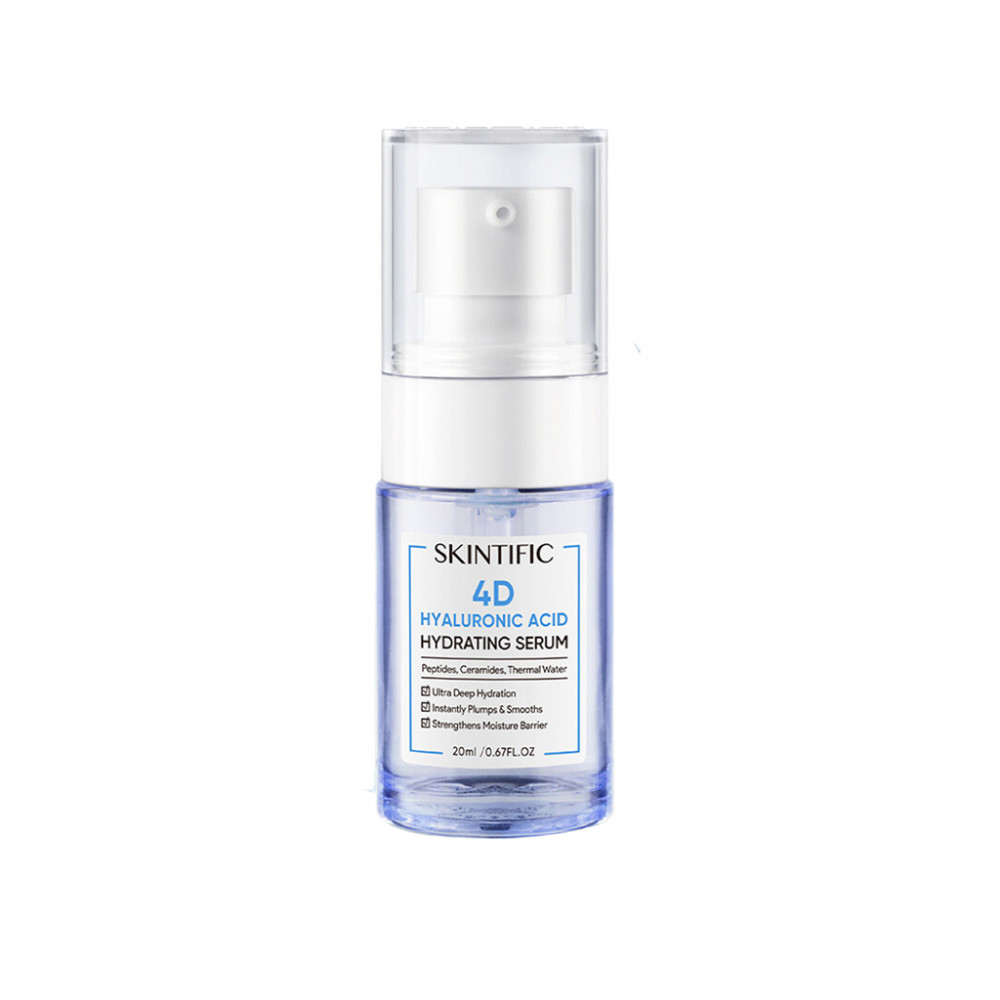 SKINTIFIC
4D
HYALURONIC ACID
HYDRATING SERUM
Peptides, Ceramides, Thermal Water
Ultra Deep Hydration
Instantly Plumps & Smooths
Strengthens Moisture Barrier
20ml /0.67FL.OZ